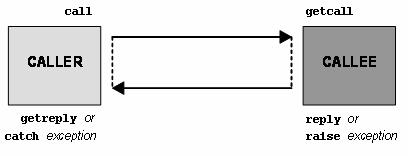 call
getcall
CALLER
CALLEE
getreply or
catch exception
reply or
raise exception